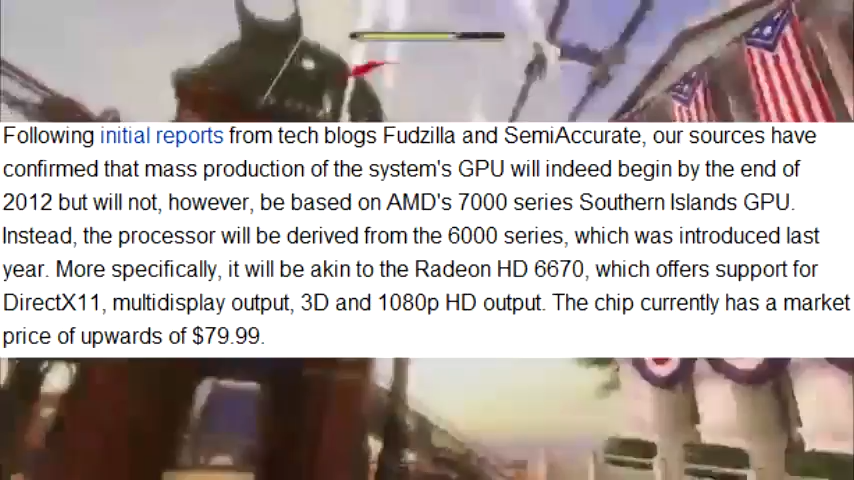 Following initial reports from tech blogs Fudzilla and SemiAccurate, our sources have
confirmed that mass production of the system's GPU will indeed begin by the end of
2012 but will not, however, be based on AMD's 7000 series Southern Islands GPU.
Instead, the processor will be derived from the 6000 series, which was introduced last
year. More specifically, it will be akin to the Radeon HD 6670, which offers support for
DirectX11, multidisplay output, 3D and 1080p HD output. The chip currently has a market
price of upwards of $79.99.